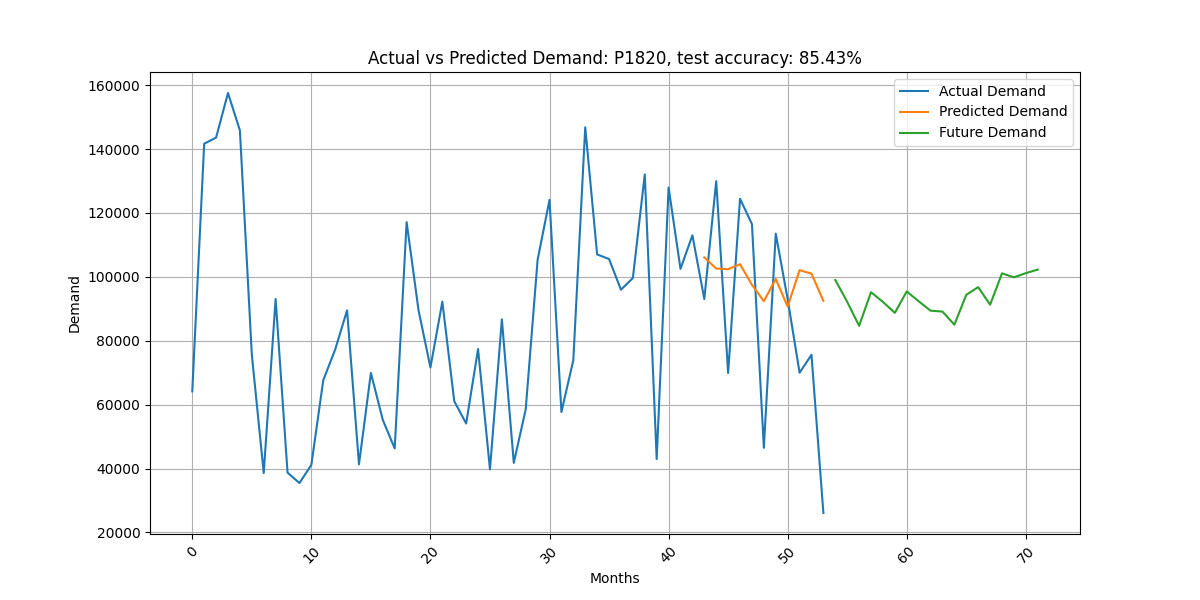 Actual vs Predicted Demand: P1820, test accuracy: 85.43%
Actual Demand
Predicted Demand
Future Demand
Demand
160000
140000
120000
100000
80000
60000
40000
20000
0 10 20 30 40 50 60 70
Months